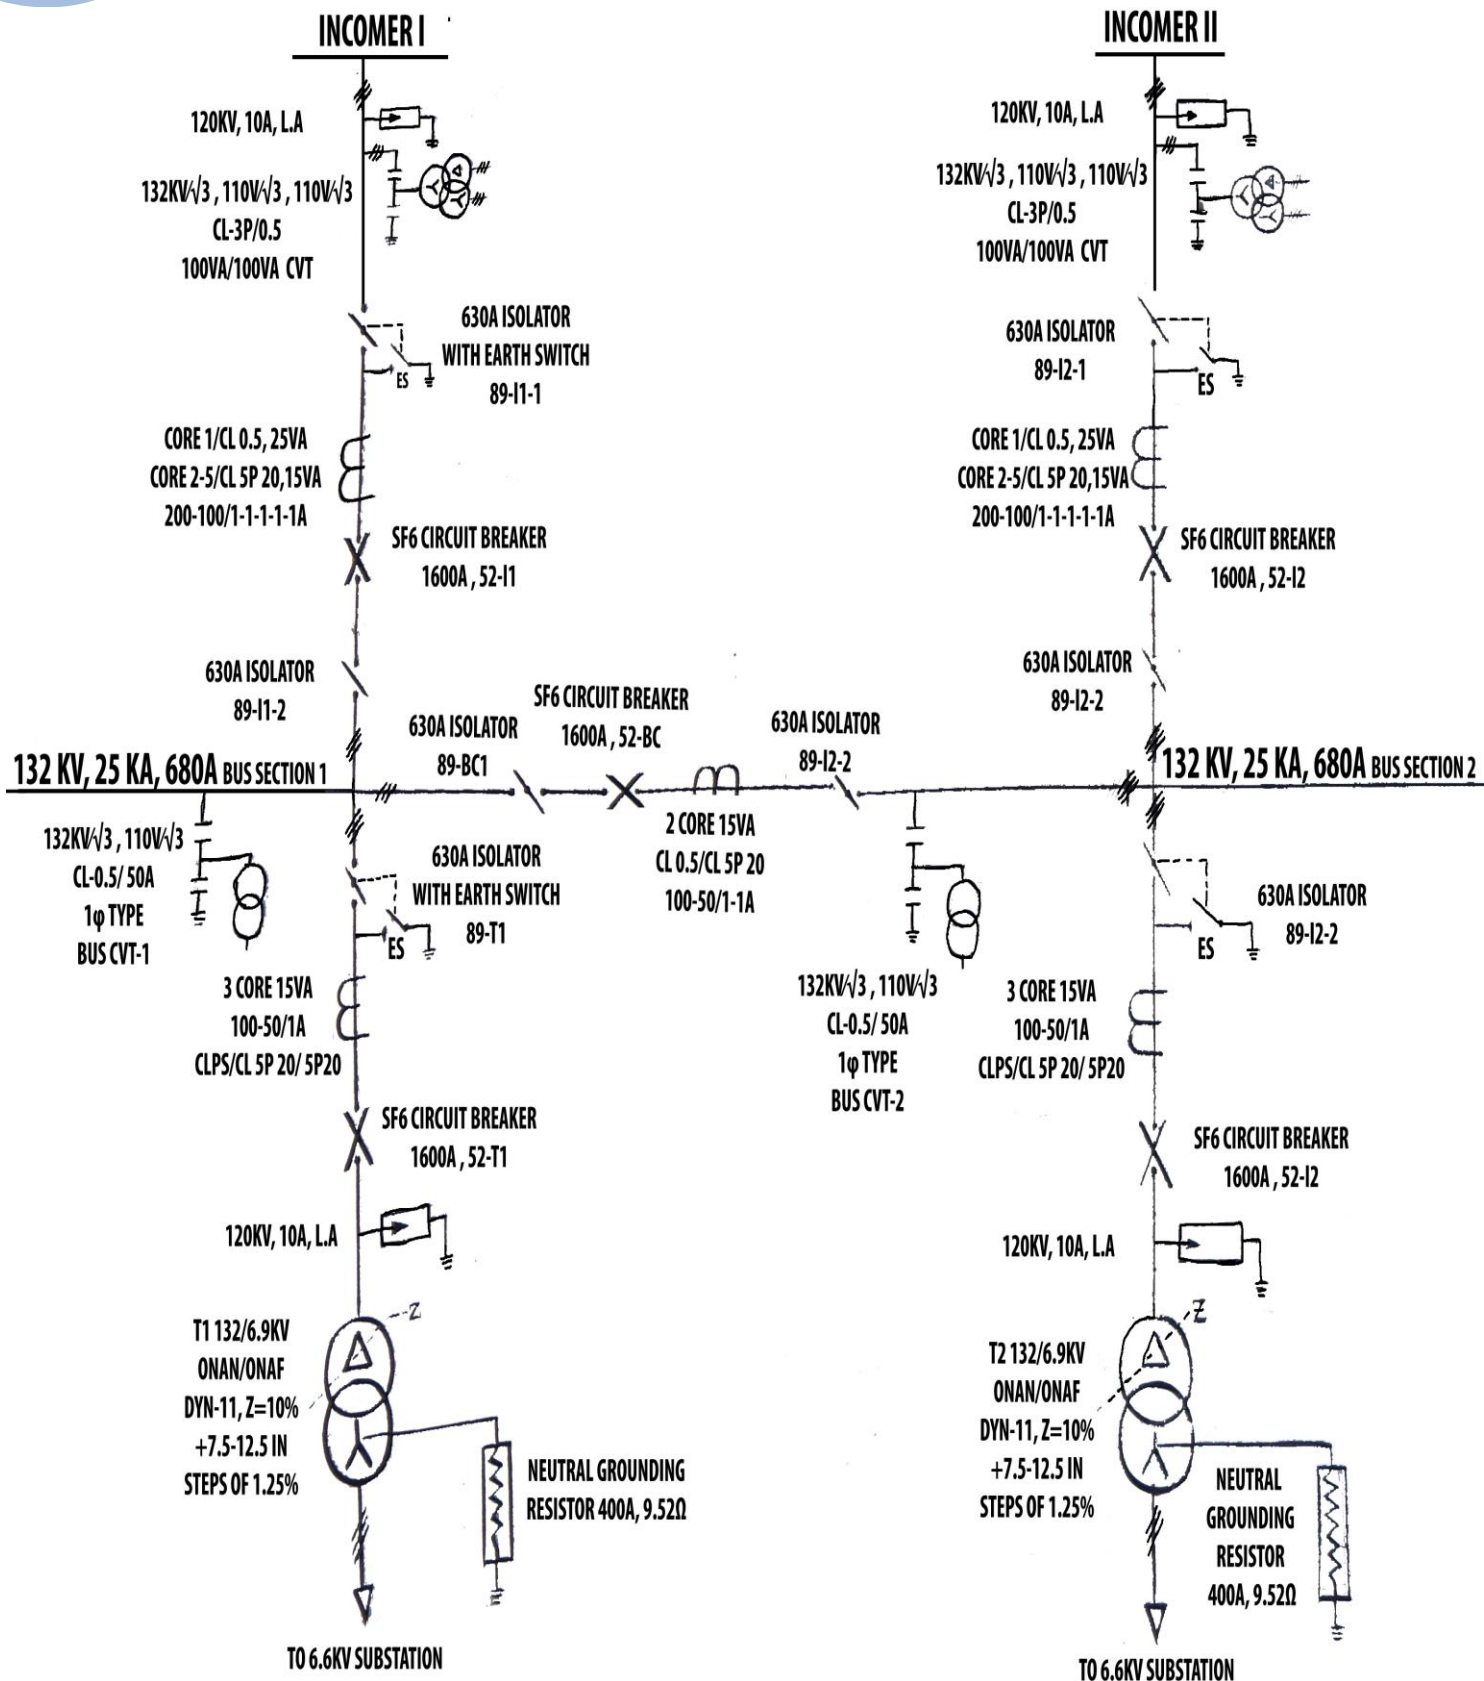 INCOMER I
120KV, 10A, L.A
132KV/√3 , 110V/√3 , 110V/√3
CL-3P/0.5
100VA/100VA CVT
630A ISOLATOR
WITH EARTH SWITCH
89-I1-1
ES
CORE 1/CL 0.5, 25VA
CORE 2-5/CL 5P 20,15VA
200-100/1-1-1-1-1A
SF6 CIRCUIT BREAKER
1600A , 52-I1
630A ISOLATOR
89-I1-2
INCOMER II
120KV, 10A, L.A
132KV/√3 , 110V/√3 , 110V/√3
CL-3P/0.5
100VA/100VA CVT
630A ISOLATOR
89-I2-1
ES
CORE 1/CL 0.5, 25VA
CORE 2-5/CL 5P 20,15VA
200-100/1-1-1-1-1A
SF6 CIRCUIT BREAKER
1600A , 52-I2
630A ISOLATOR
89-I2-2
132 KV, 25 KA, 680A BUS SECTION 1
630A ISOLATOR
89-BC1
SF6 CIRCUIT BREAKER
1600A , 52-BC
2 CORE 15VA
CL 0.5/CL 5P 20
100-50/1-1A
630A ISOLATOR
89-I2-2
132 KV, 25 KA, 680A BUS SECTION 2
132KV/√3 , 110V/√3
CL-0.5/ 50A
1φ TYPE
BUS CVT-1
630A ISOLATOR
WITH EARTH SWITCH
89-T1
ES
3 CORE 15VA
100-50/1A
CLPS/CL 5P 20/ 5P20
SF6 CIRCUIT BREAKER
1600A , 52-T1
120KV, 10A, L.A
Z
T1 132/6.9KV
ONAN/ONAF
DYN-11, Z=10%
+7.5-12.5 IN
STEPS OF 1.25%
NEUTRAL GROUNDING
RESISTOR 400A, 9.52Ω
TO 6.6KV SUBSTATION
132KV/√3 , 110V/√3
CL-0.5/ 50A
1φ TYPE
BUS CVT-2
630A ISOLATOR
89-I2-2
ES
3 CORE 15VA
100-50/1A
CLPS/CL 5P 20/ 5P20
SF6 CIRCUIT BREAKER
1600A , 52-I2
120KV, 10A, L.A
Z
T2 132/6.9KV
ONAN/ONAF
DYN-11, Z=10%
+7.5-12.5 IN
STEPS OF 1.25%
NEUTRAL
GROUNDING
RESISTOR
400A, 9.52Ω
TO 6.6KV SUBSTATION